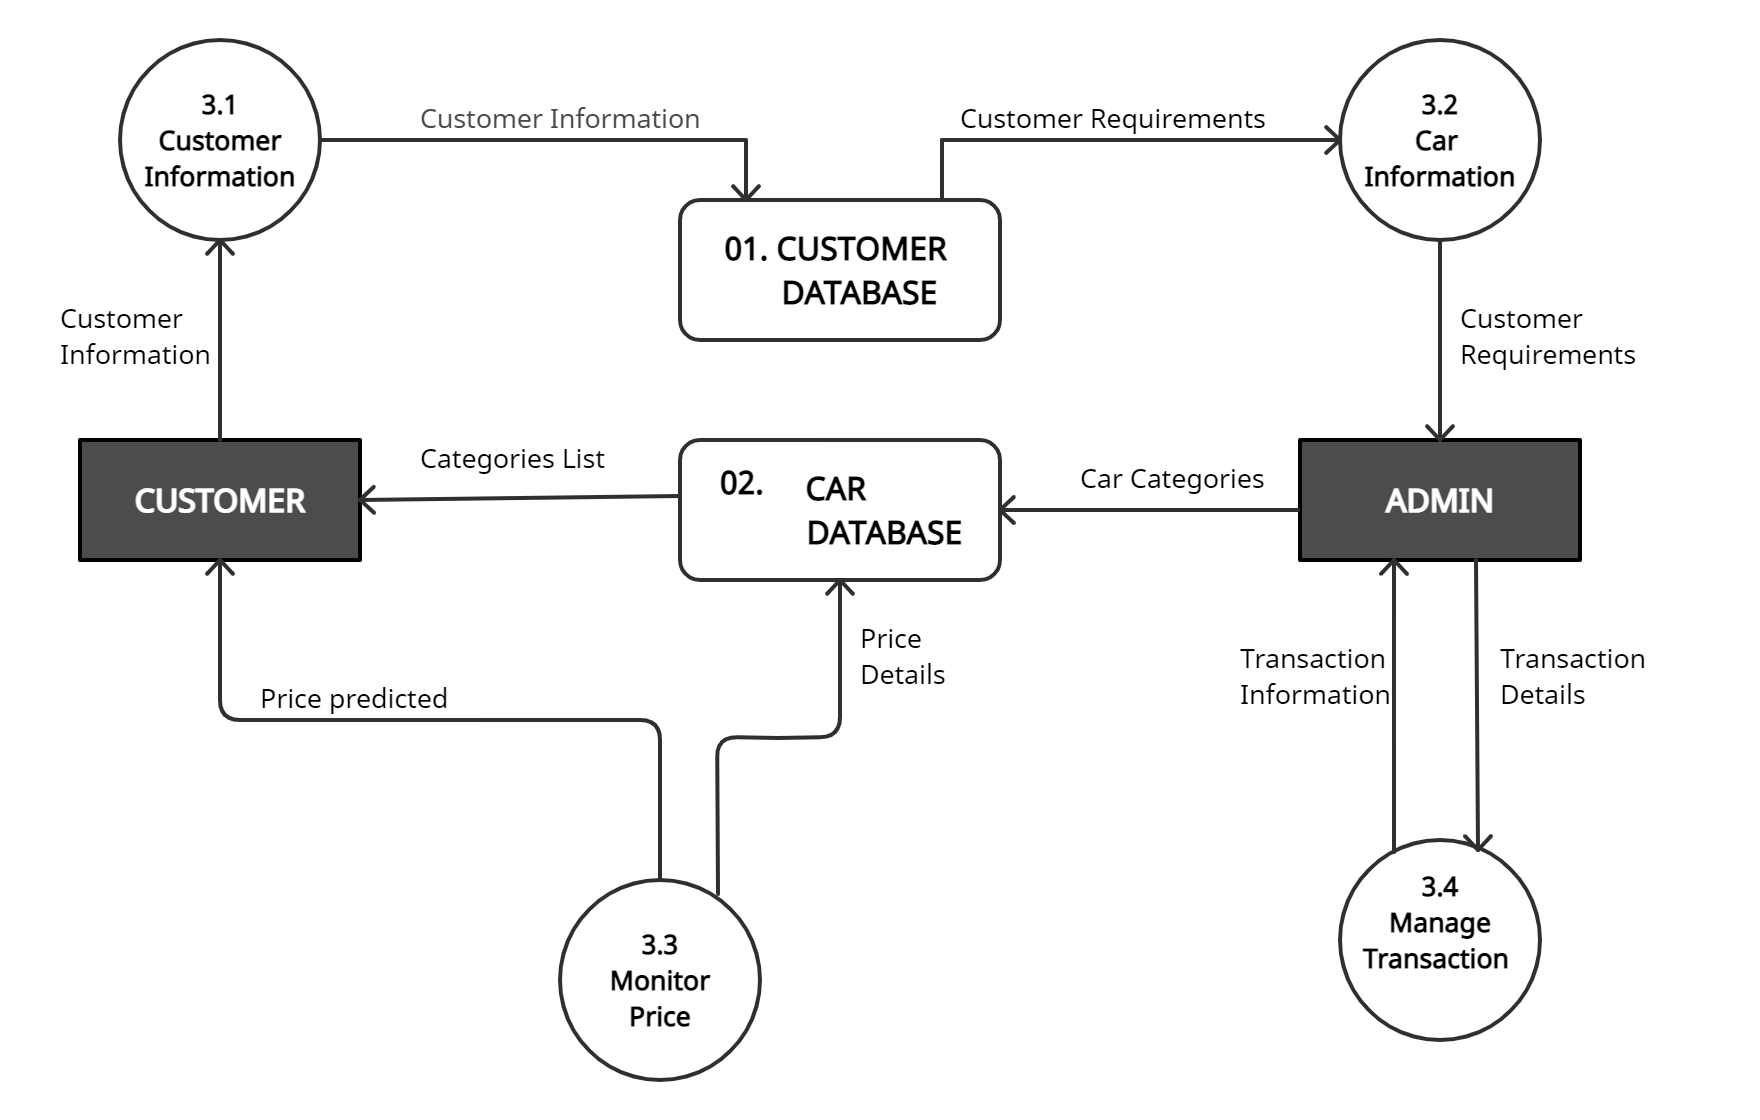 3.1
Customer
Information
Customer Information
Customer Requirements
3.2
Car
Information
01. CUSTOMER
DATABASE
Customer
Information
Customer
Requirements
CUSTOMER
Categories List
02. CAR
DATABASE
Car Categories
ADMIN
Price predicted
Price
Details
Transaction
Information
Transaction
Details
3.3
Monitor
Price
3.4
Manage
Transaction